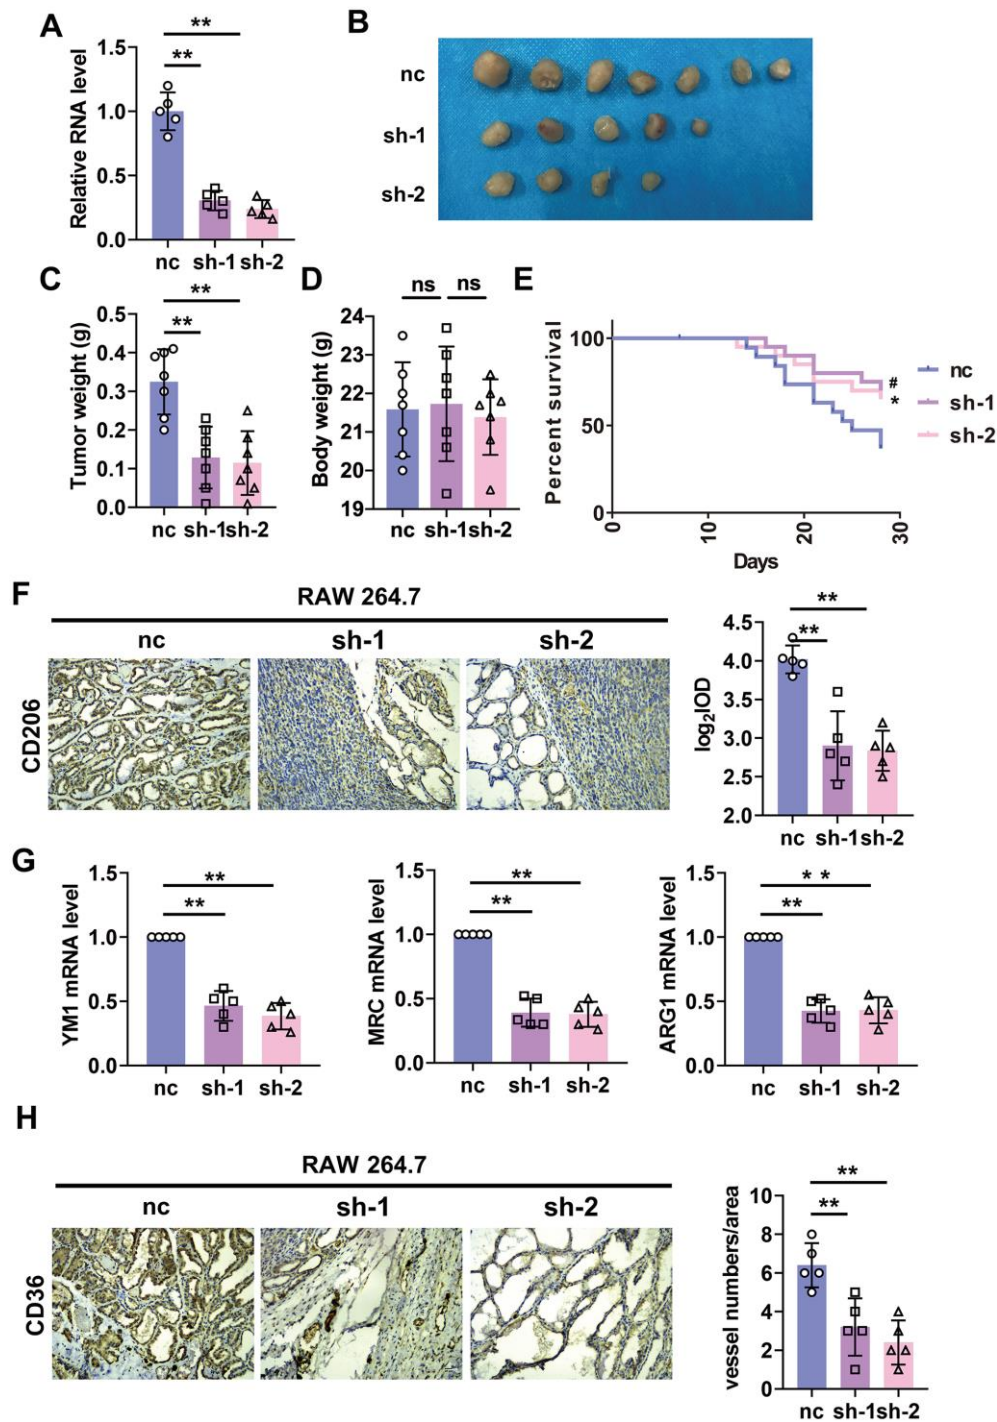 A
Relative RNA level
1.5
1.0
0.5
0.0
**
**
nc sh-1 sh-2
B
nc
sh-1
sh-2
C
Tumor weight (g)
0.5
0.4
0.3
0.2
0.1
0.0
**
**
nc sh-1 sh-2
D
Body weight (g)
24
23
22
21
20
19
ns ns
nc sh-1 sh-2
E
Percent survival
100
50
0
0 10 20 30
Days
#
*
nc
sh-1
sh-2
F
RAW 264.7
nc sh-1 sh-2
CD206
log2IOD
4.5
4.0
3.0
2.5
2.0
**
**
nc sh-1 sh-2
G
YM1 mRNA level
1.5
1.0
0.5
0.0
**
**
nc sh-1 sh-2
MRC mRNA level
1.5
1.0
0.5
0.0
**
**
nc sh-1 sh-2
ARG1 mRNA level
1.5
1.0
0.5
0.0
* *
**
nc sh-1 sh-2
H
RAW 264.7
nc sh-1 sh-2
CD36
vessel numbers/area
10
8
6
4
2
0
**
**
nc sh-1 sh-2